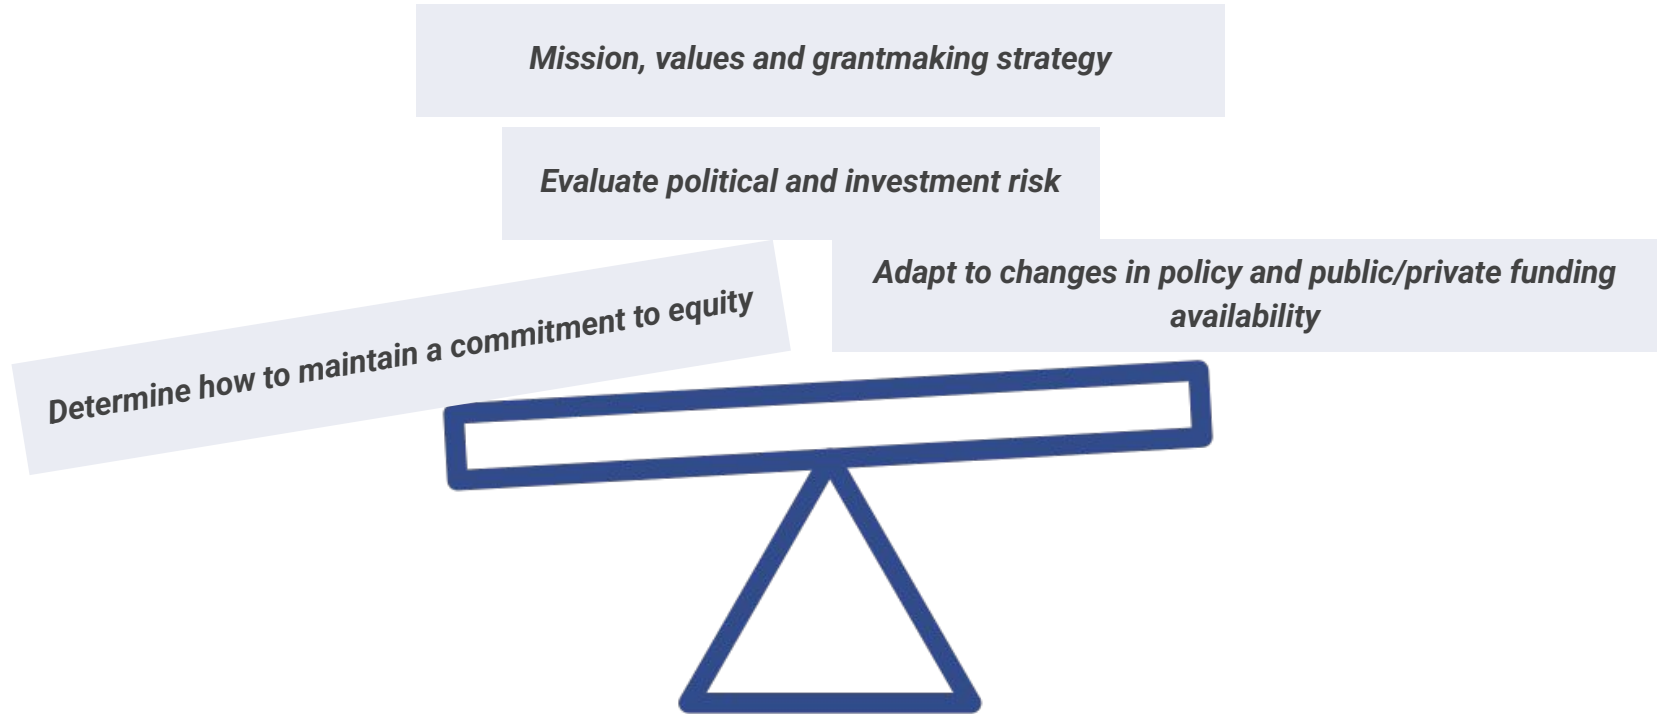 Mission, values and grantmaking strategy
Evaluate political and investment risk
Determine how to maintain a commitment to equity
Adapt to changes in policy and public/private funding
availability